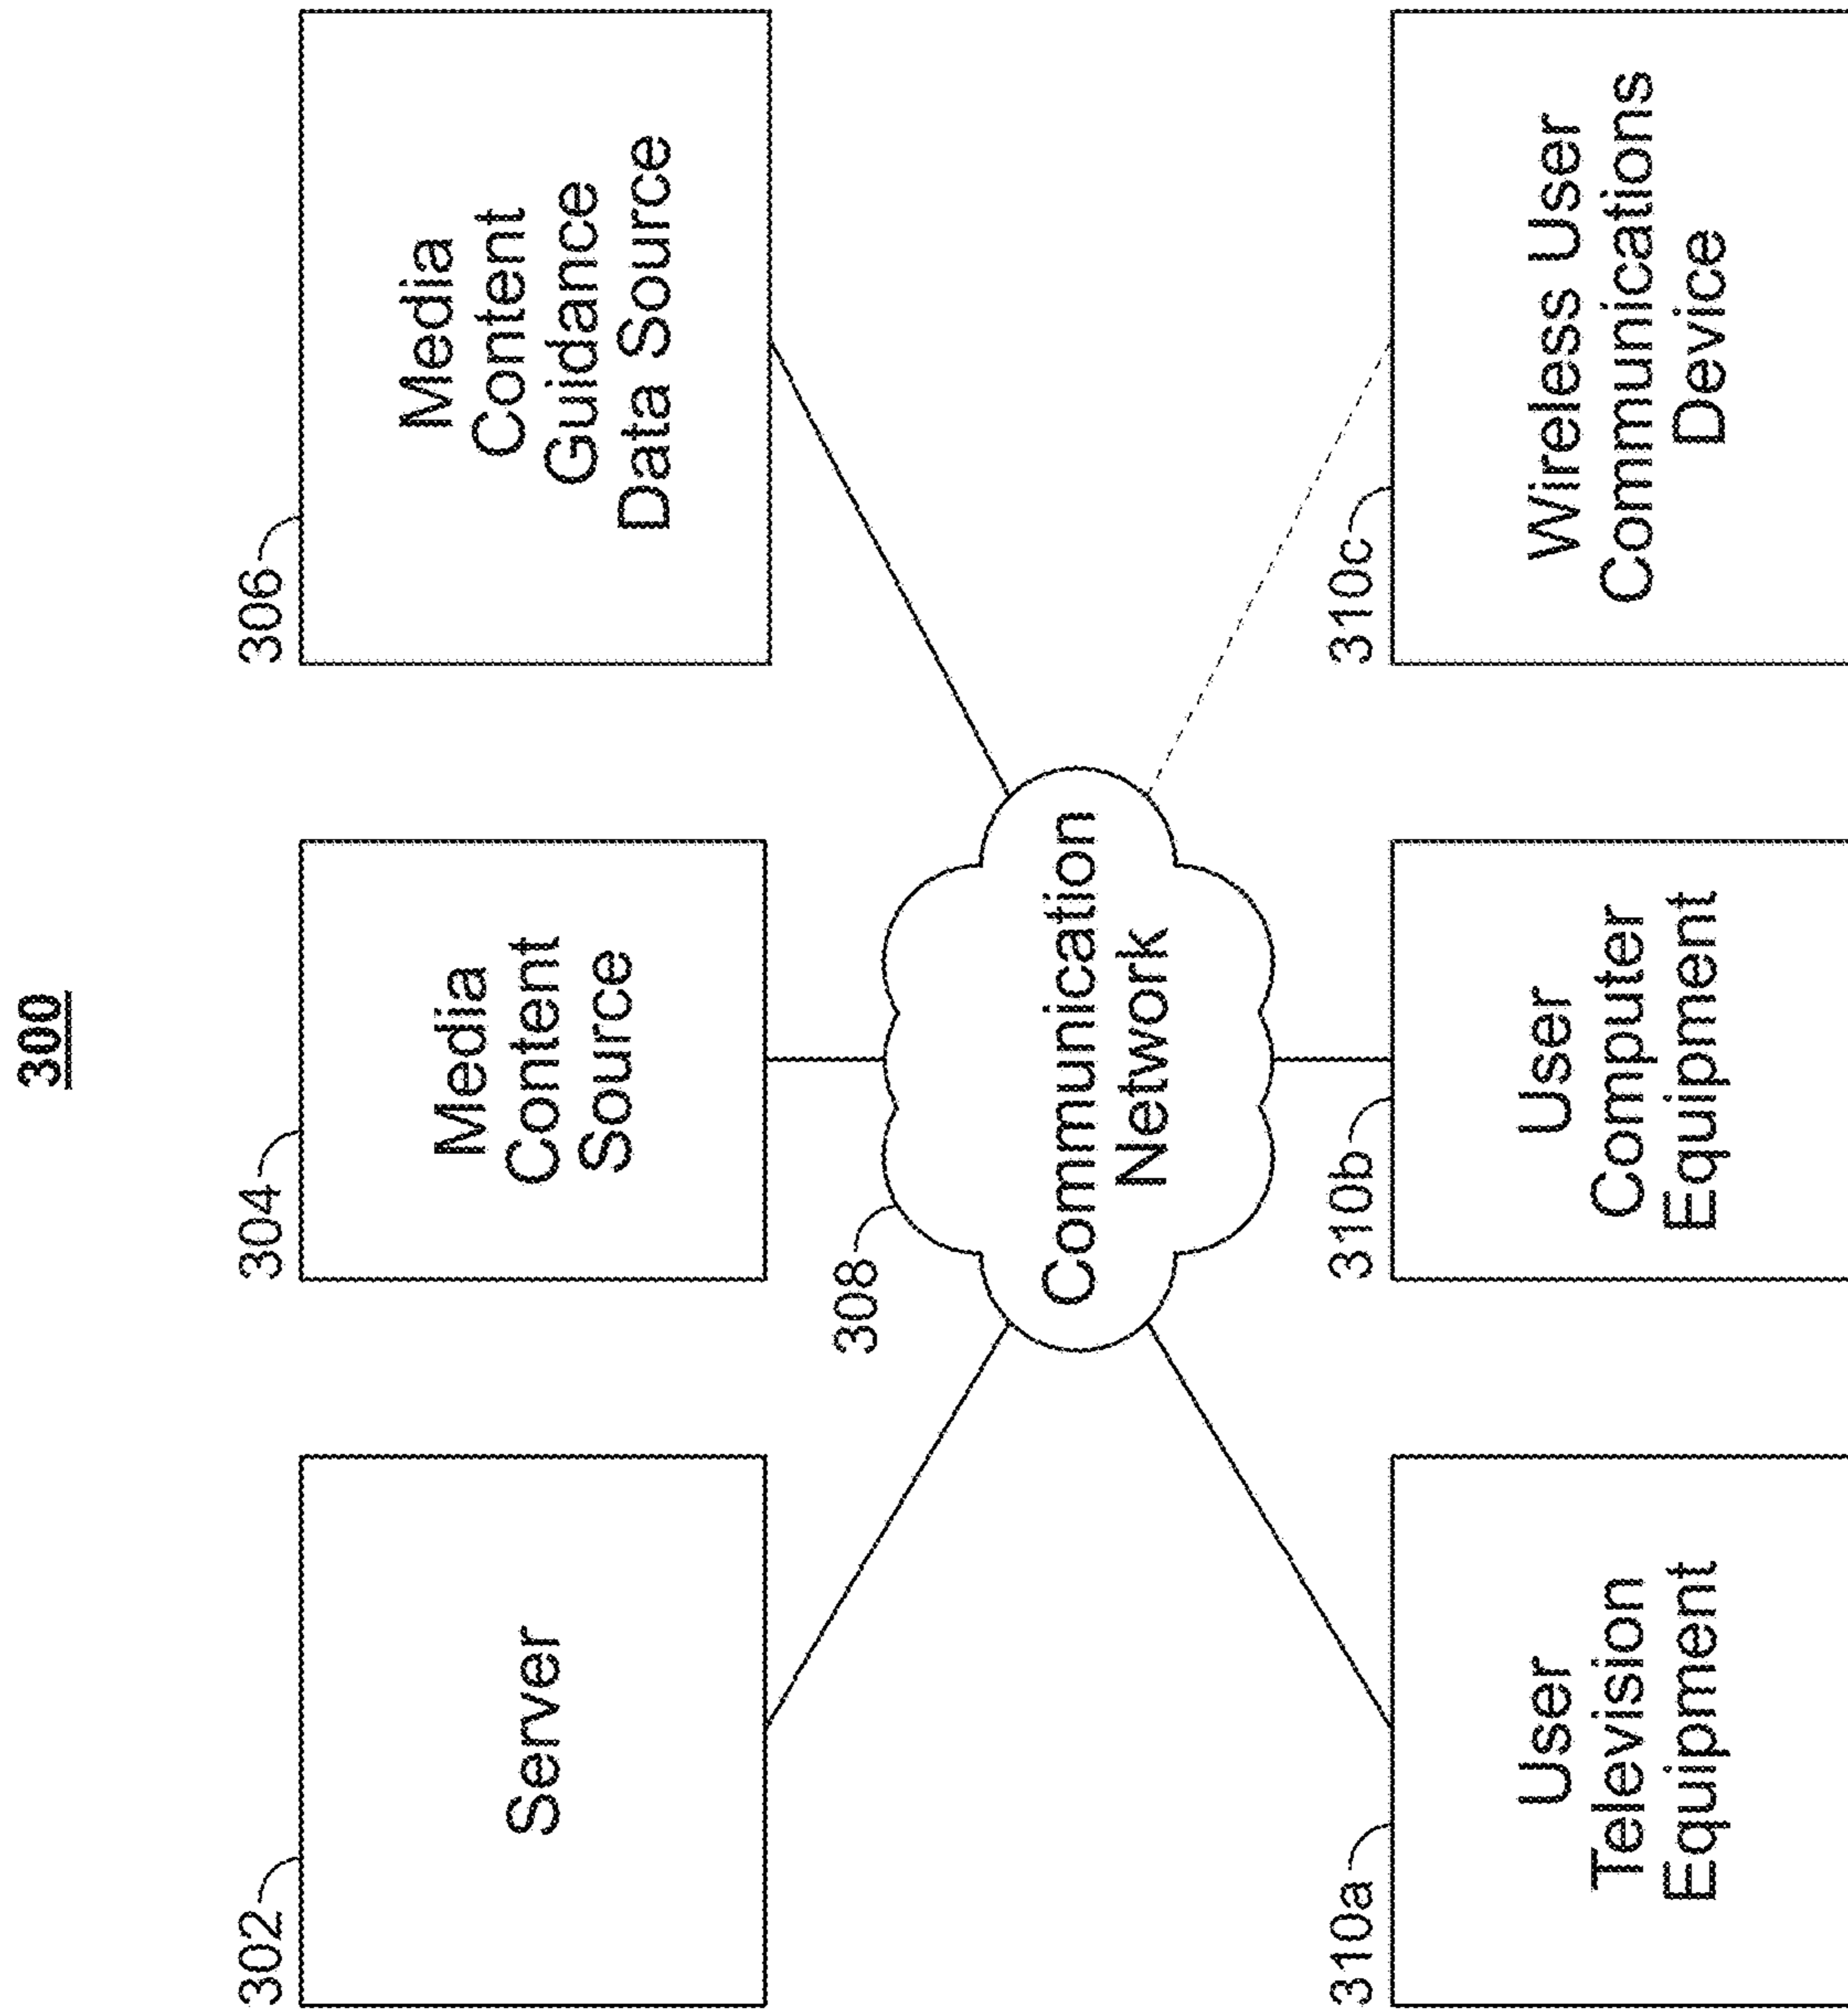 300
302
Server
304
Media
Content
Source
306
Media
Content
Guidance
Data Source
308
Communication
Network
310a
User
Television
Equipment
310b
User
Computer
Equipment
310c
Wireless User
Communications
Device